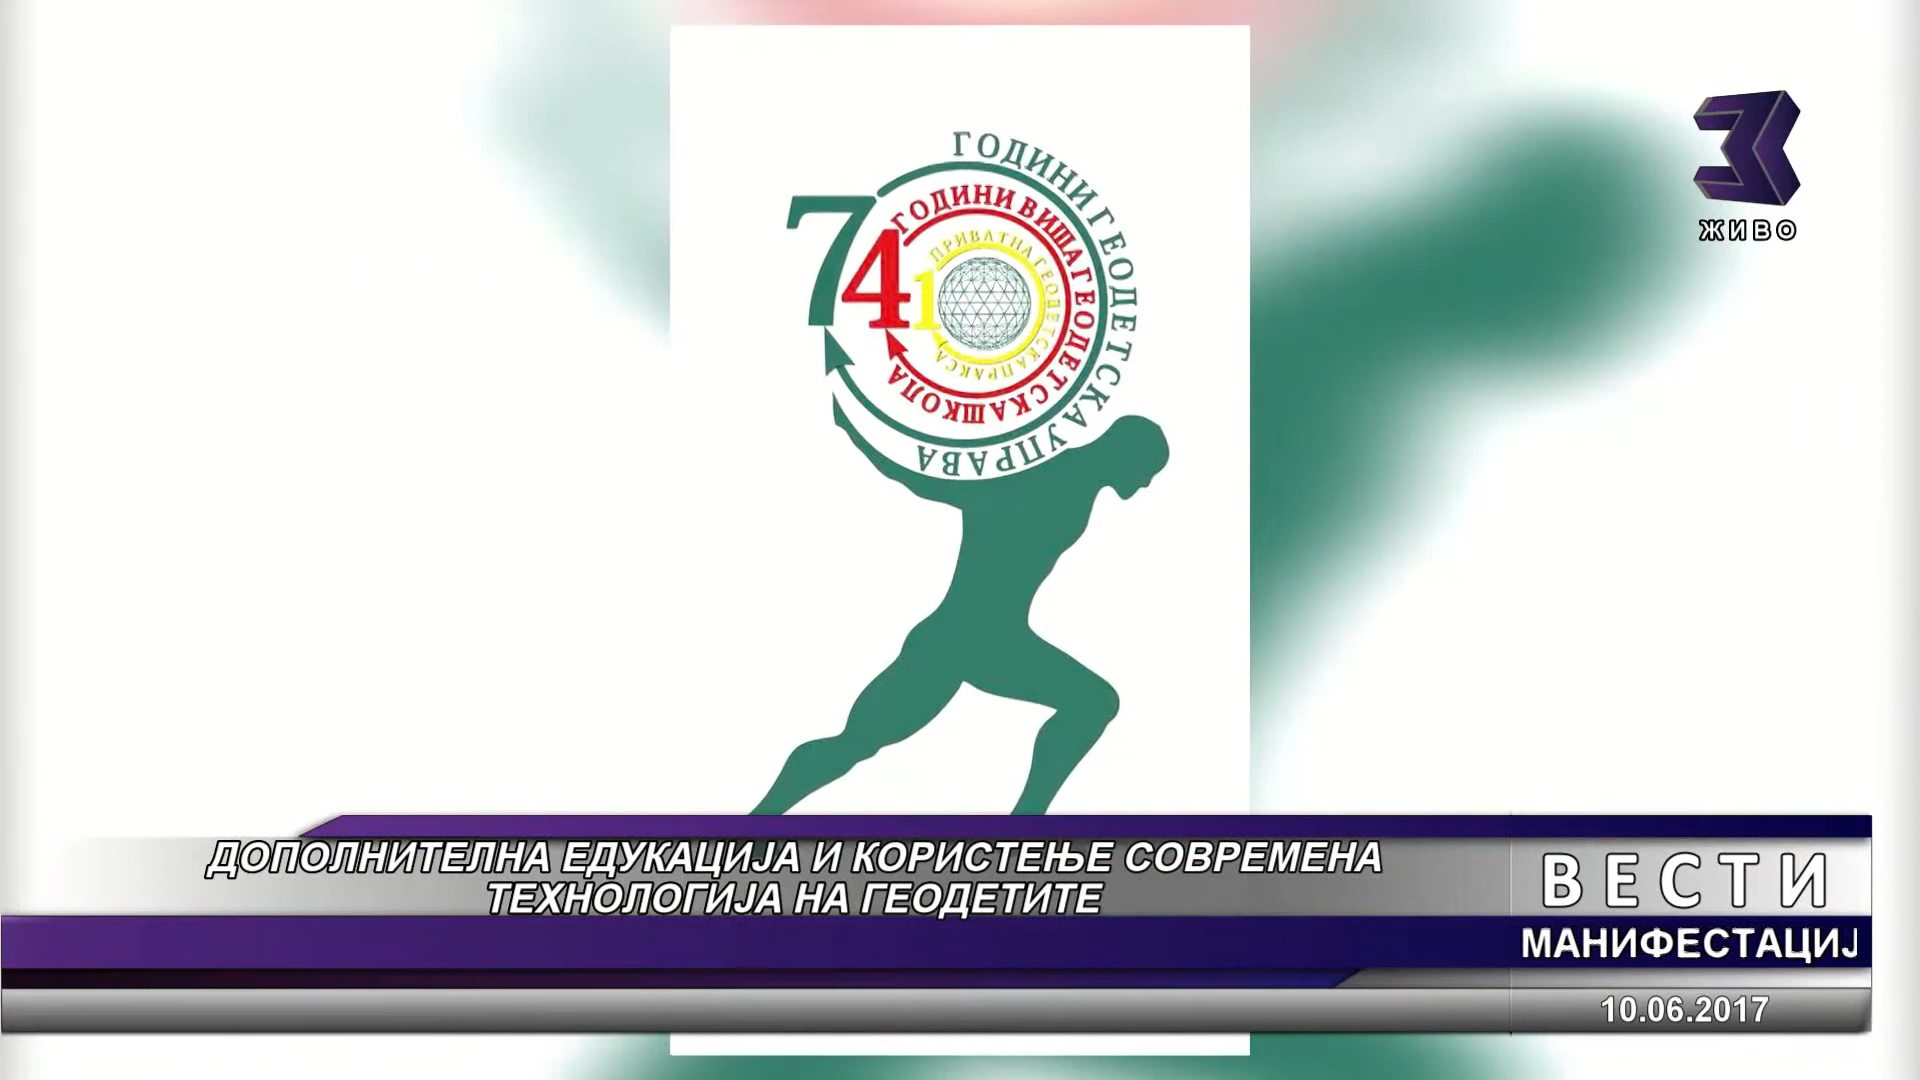 ГОДИНИ ГЕОДЕТСКА УПРАВА
7
ГОДИНИ ВИША ГЕОДЕТСКА ШКОЛА
4
ПРИВАТНА ГЕОДЕТСКА ПРАКСА
1
3
ЖИВО
ДОПОЛНИТЕЛНА ЕДУКАЦИЈА И КОРИСТЕЊЕ СОВРЕМЕНА
ТЕХНОЛОГИЈА НА ГЕОДЕТИТЕ
ВЕСТИ
МАНИФЕСТАЦИЈ
10.06.2017